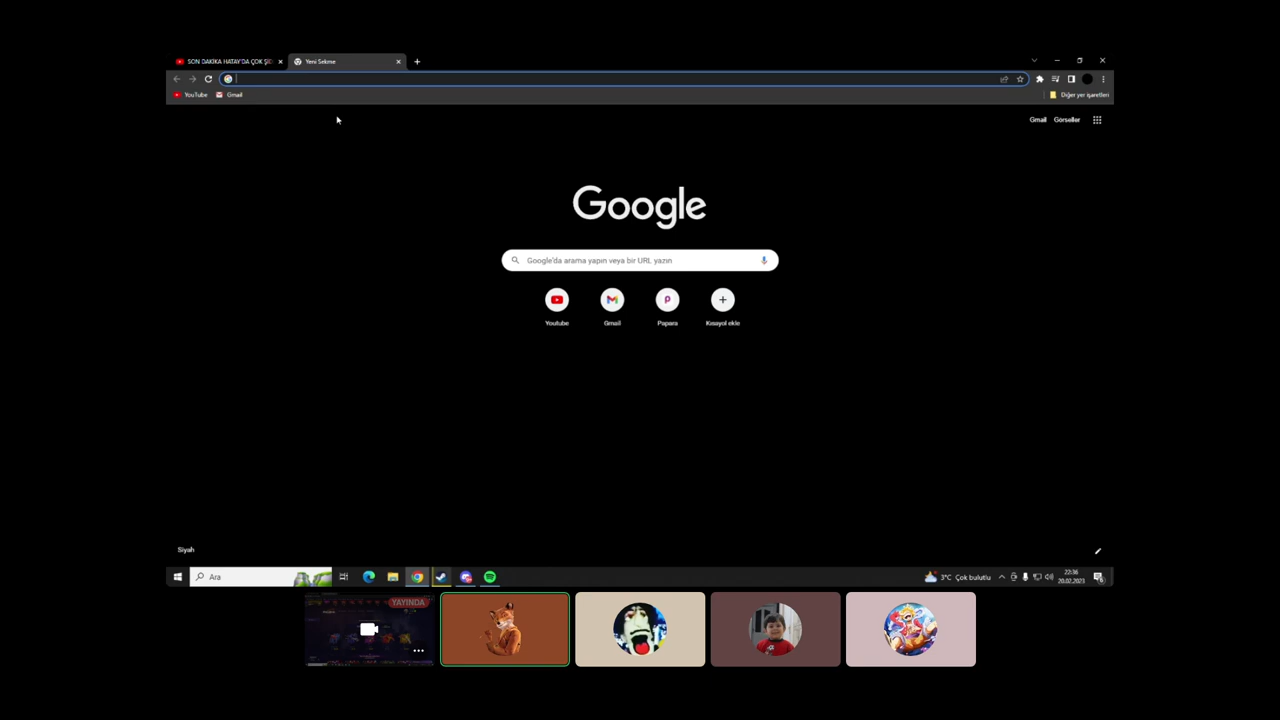 SON DAKİKA HATAY'DA ÇOK ŞİD
Yeni Sekme
YouTube
Gmail
Diğer yer işaretleri
Gmail
Görseller
Google
Google'da arama yapın veya bir URL yazın
Youtube
Gmail
Papara
Kısayol ekle
Siyah
Ara
3°C Çok bulutlu
22:36
20.02.2023
YAYINDA